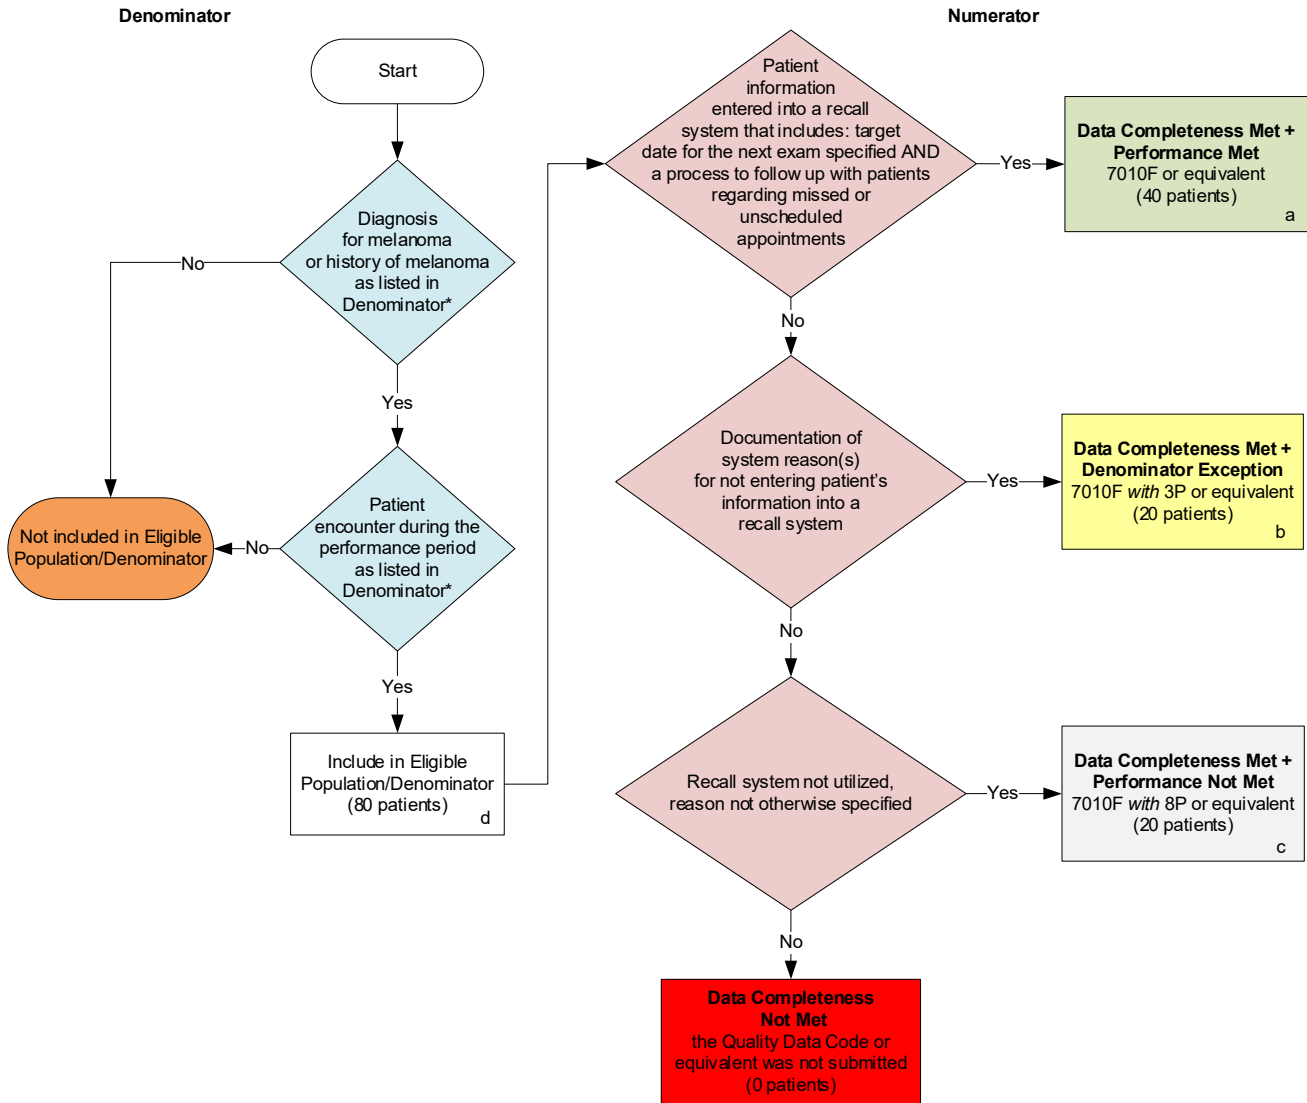 Denominator
Start
Diagnosis
for melanoma
or history of melanoma
as listed in
Denominator*
No
Yes
Patient
encounter during the
performance period
as listed in
Denominator*
No
Not included in Eligible
Population/Denominator
Yes
Include in Eligible
Population/Denominator
(80 patients)
d
Numerator
Patient
information
entered into a recall
system that includes: target
date for the next exam specified AND
a process to follow up with patients
regarding missed or
unscheduled
appointments
Yes
Data Completeness Met +
Performance Met
7010F or equivalent
(40 patients)
a
No
Documentation of
system reason(s)
for not entering patient’s
information into a
recall system
Yes
Data Completeness Met +
Denominator Exception
7010F with 3P or equivalent
(20 patients)
b
No
Recall system not utilized,
reason not otherwise specified
Yes
Data Completeness Met +
Performance Not Met
7010F with 8P or equivalent
(20 patients)
c
No
Data Completeness
Not Met
the Quality Data Code or
equivalent was not submitted
(0 patients)